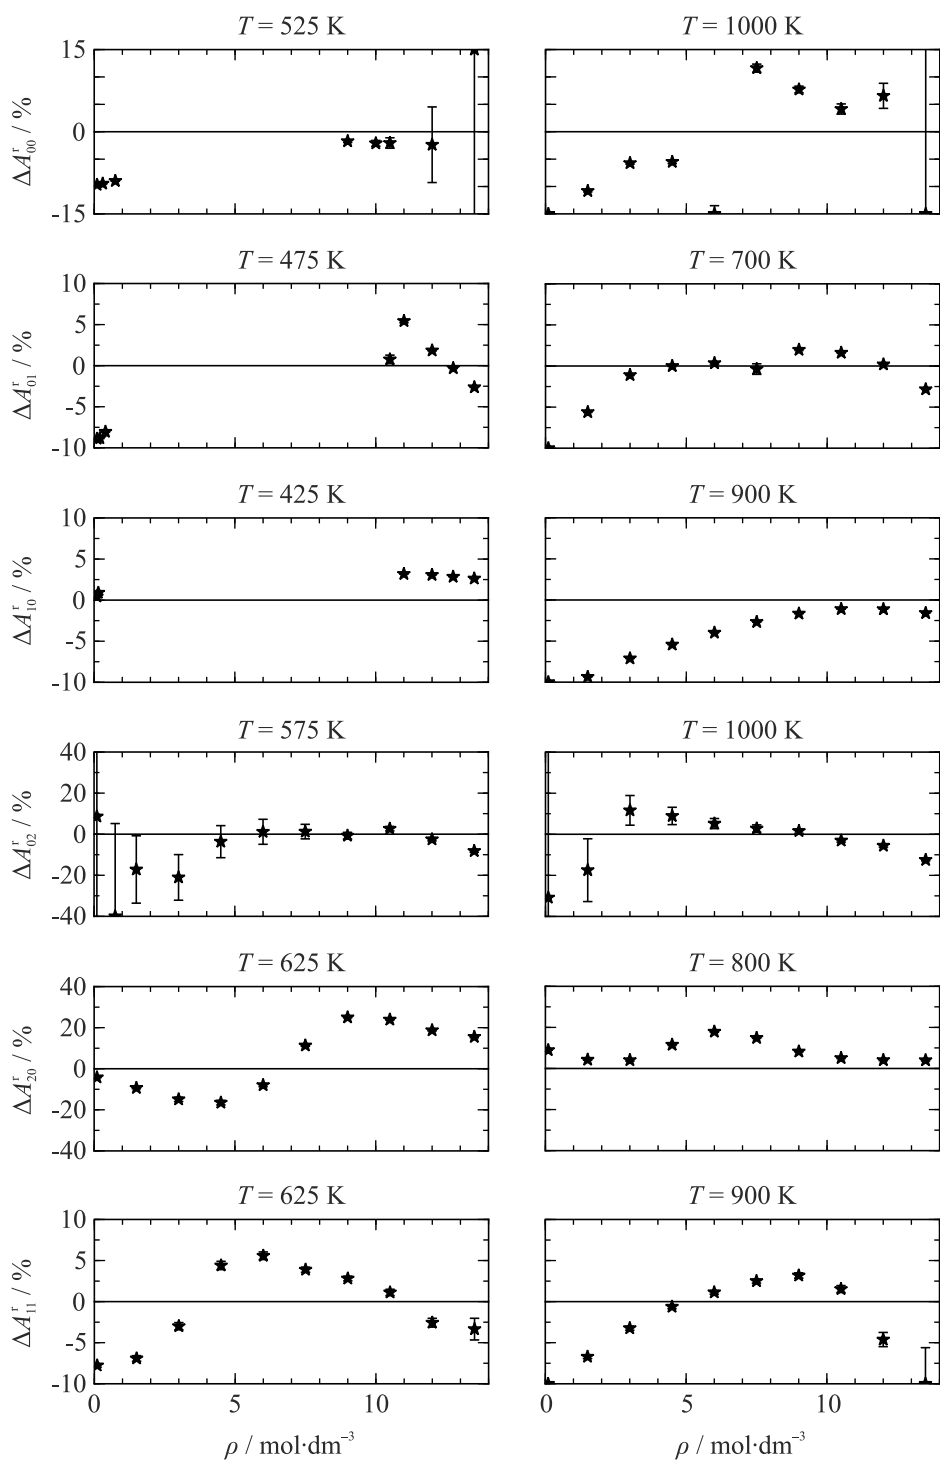 T = 525 K
T = 1000 K
ΔA^r_00 / %
15
0
-15
T = 475 K
T = 700 K
ΔA^r_01 / %
10
5
0
-5
-10
T = 425 K
T = 900 K
ΔA^r_10 / %
10
5
0
-5
-10
T = 575 K
T = 1000 K
ΔA^r_02 / %
40
20
0
-20
-40
T = 625 K
T = 800 K
ΔA^r_20 / %
40
20
0
-20
-40
T = 625 K
T = 900 K
ΔA^r_11 / %
10
5
0
-5
-10
0 5 10 0 5 10
ρ / mol·dm⁻³ ρ / mol·dm⁻³